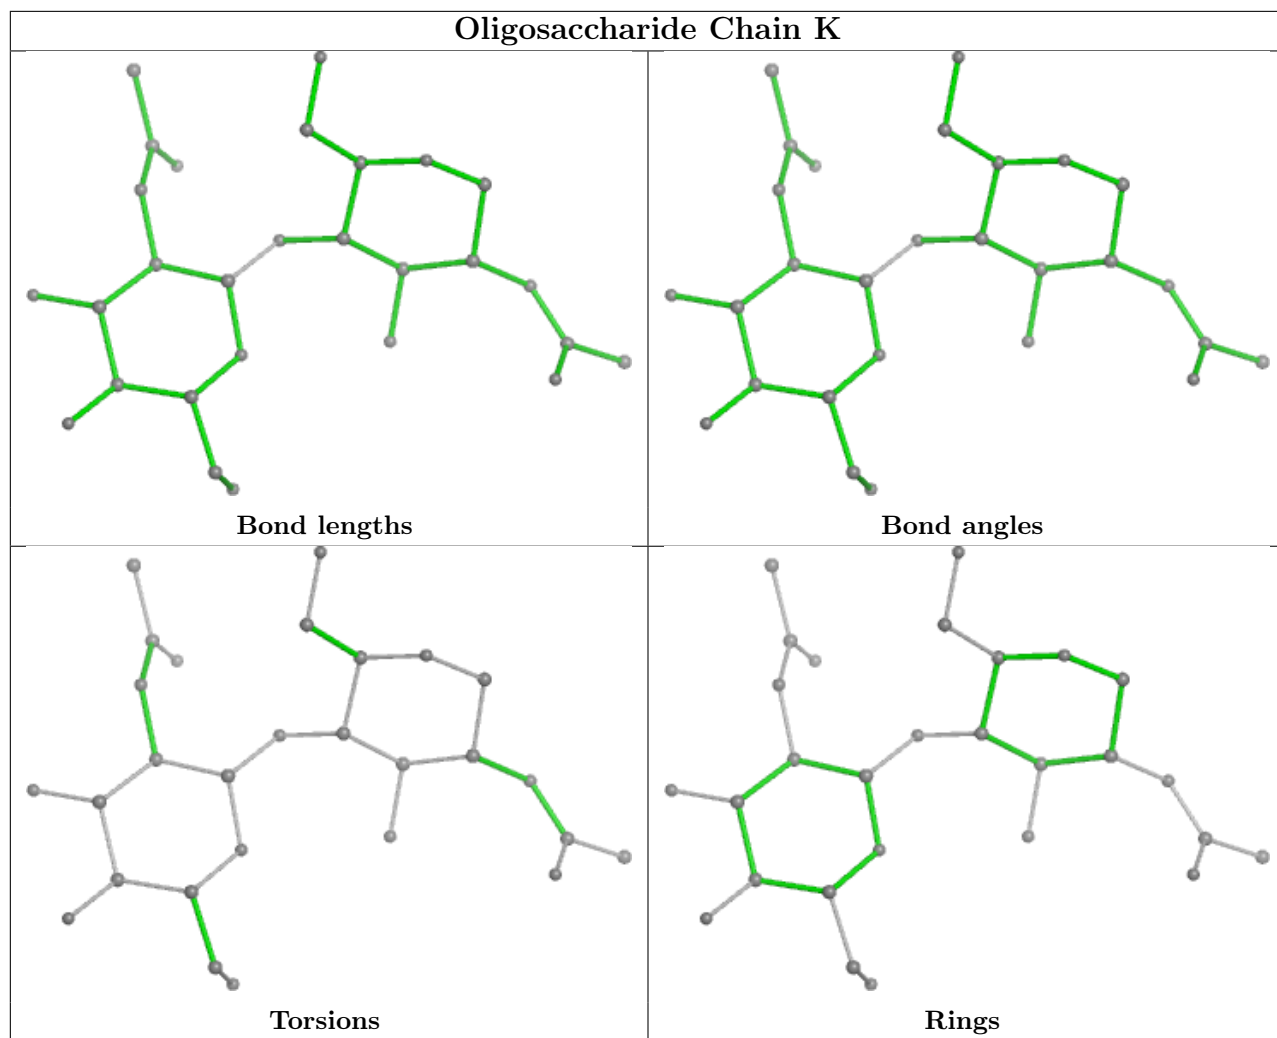 Oligosaccharide Chain K
Bond lengths
Bond angles
Torsions
Rings